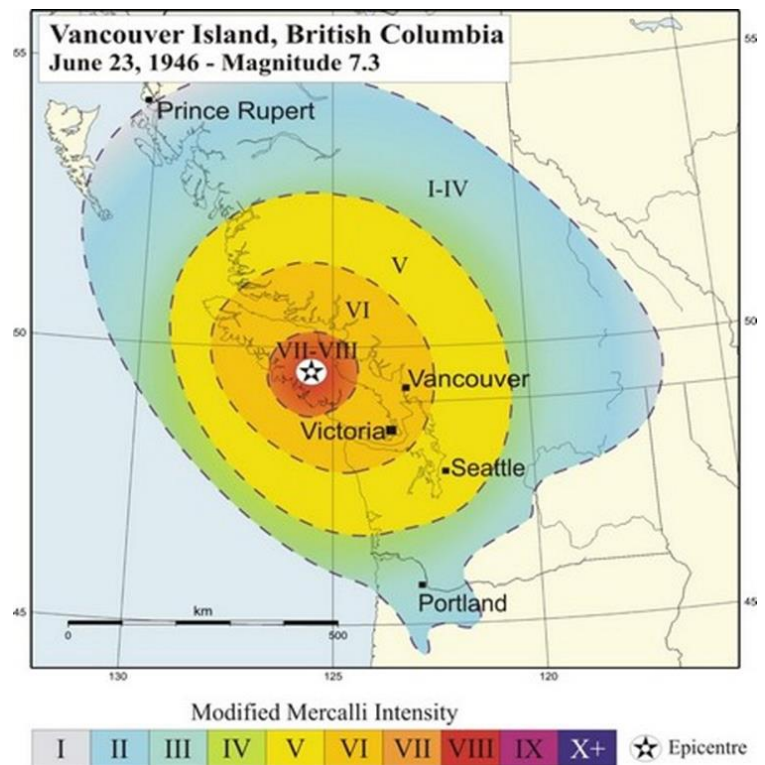 Vancouver Island, British Columbia
June 23, 1946 - Magnitude 7.3
55
55
Prince Rupert
I-IV
V
VI
50
50
VII-VIII
Vancouver
Victoria
Seattle
Portland
45
45
km
0 500
130 125 120
Modified Mercalli Intensity
I II III IV V VI VII VIII IX X+ Epicentre